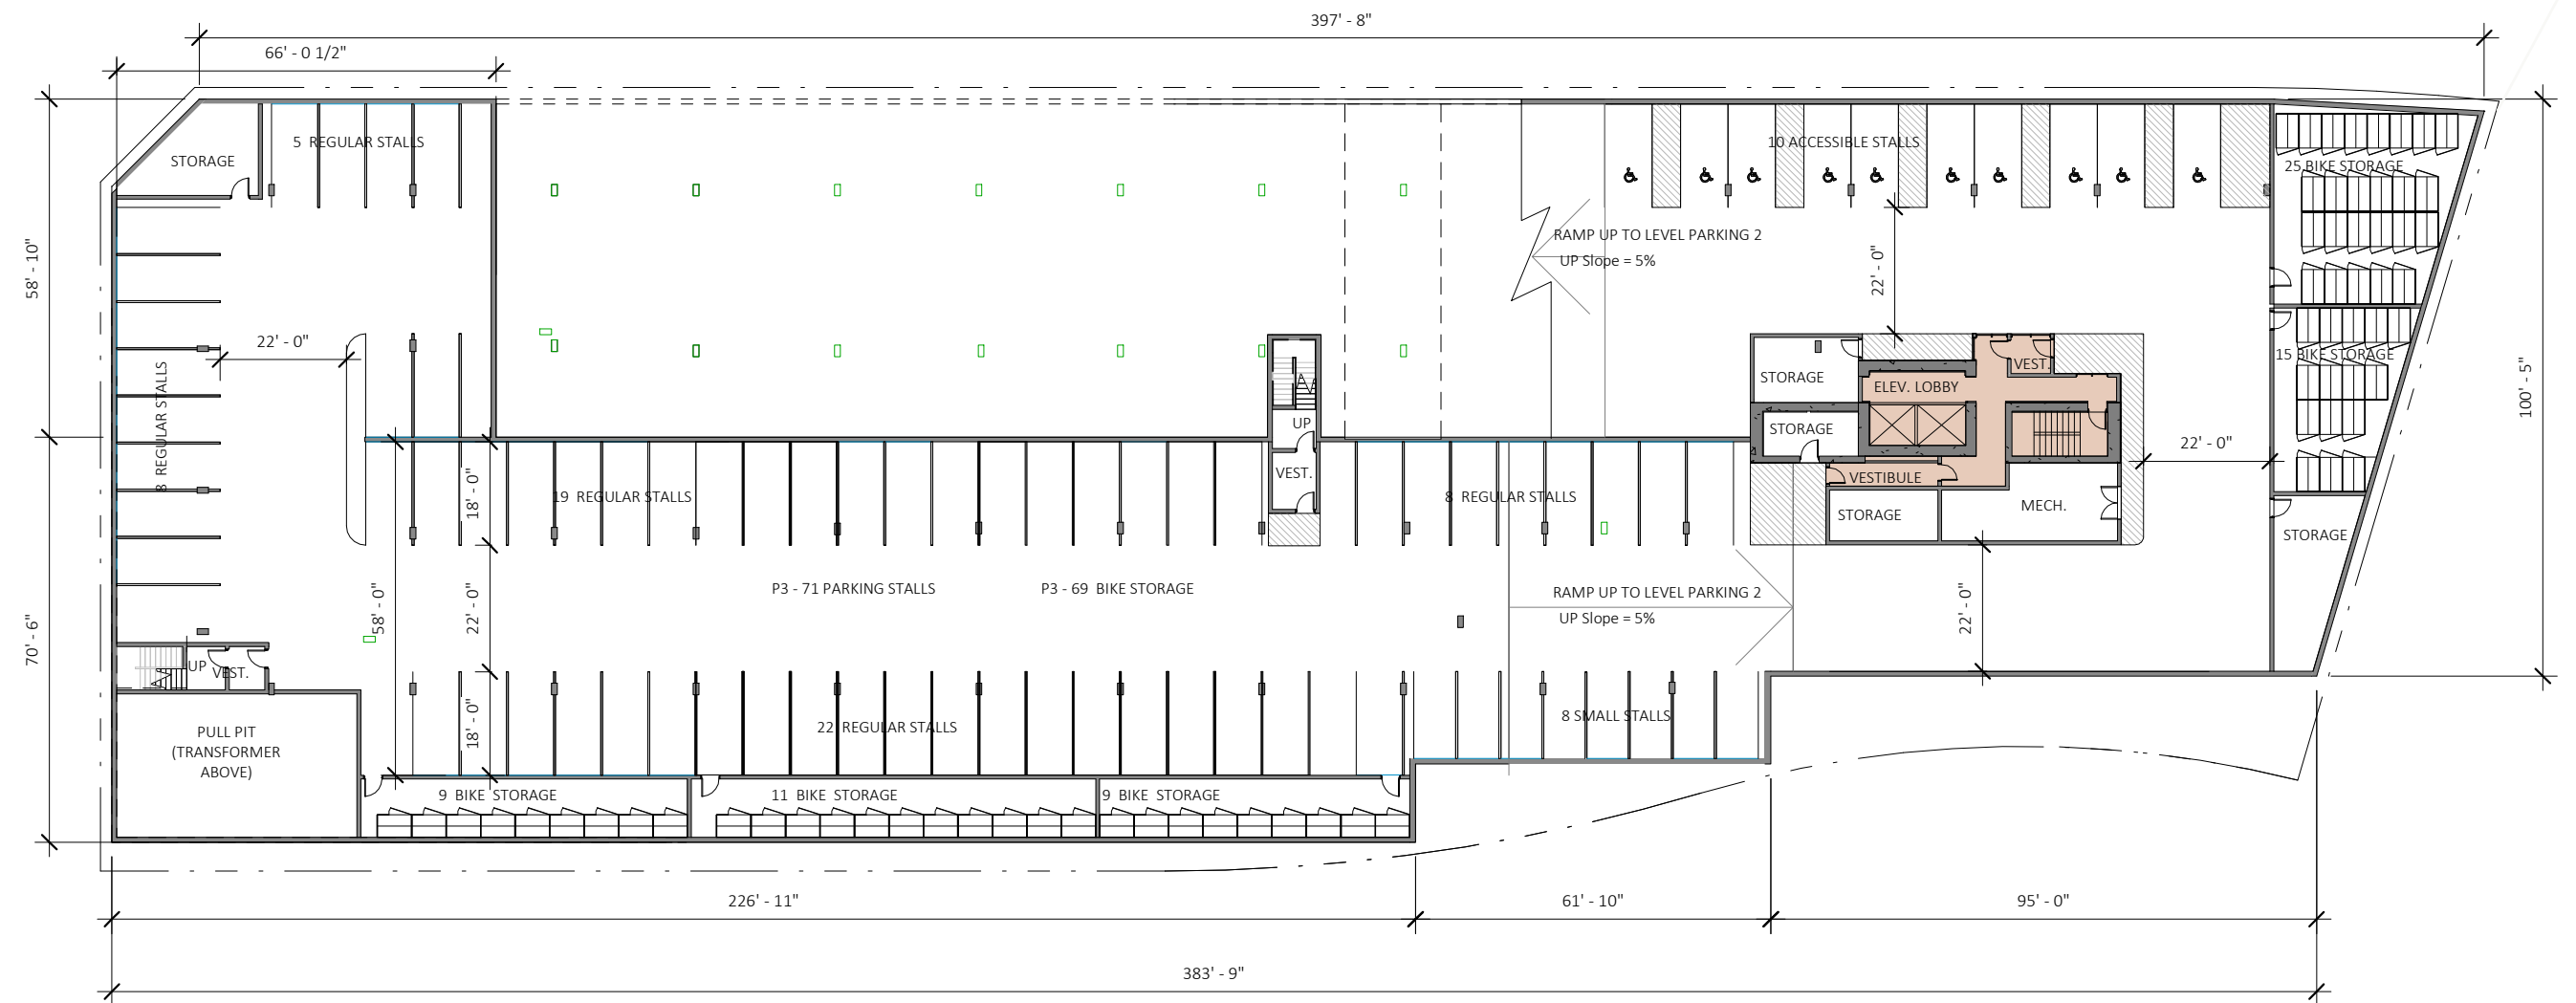 397' - 8"
66' - 0 1/2"
5 REGULAR STALLS
10 ACCESSIBLE STALLS
STORAGE
25 BIKE STORAGE
58' - 10"
RAMP UP TO LEVEL PARKING 2
UP Slope = 5%
22' - 0"
22' - 0"
8 REGULAR STALLS
15 BIKE STORAGE
VEST.
STORAGE
ELEV. LOBBY
100' - 5"
UP
STORAGE
22' - 0"
VEST.
VESTIBULE
18' - 0"
19 REGULAR STALLS
8 REGULAR STALLS
MECH.
STORAGE
STORAGE
58' - 0"
22' - 0"
P3 - 71 PARKING STALLS
P3 - 69 BIKE STORAGE
RAMP UP TO LEVEL PARKING 2
UP Slope = 5%
22' - 0"
70' - 6"
UP
VEST.
18' - 0"
22 REGULAR STALLS
8 SMALL STALLS
PULL PIT
(TRANSFORMER
ABOVE)
9 BIKE STORAGE
11 BIKE STORAGE
9 BIKE STORAGE
226' - 11"
61' - 10"
95' - 0"
383' - 9"